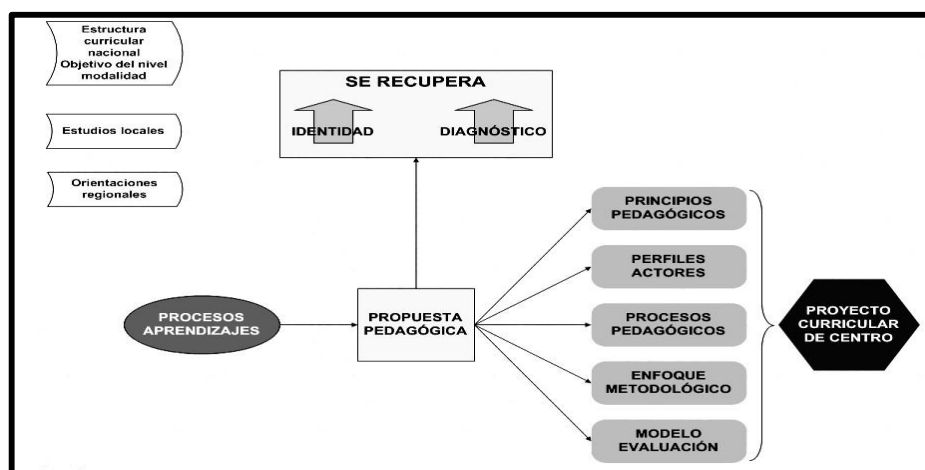 Estructura
curricular
nacional
Objetivo del nivel
modalidad
Estudios locales
Orientaciones
regionales
SE RECUPERA
IDENTIDAD
DIAGNÓSTICO
PROCESOS
APRENDIZAJES
PROPUESTA
PEDAGÓGICA
PRINCIPIOS
PEDAGÓGICOS
PERFILES
ACTORES
PROCESOS
PEDAGÓGICOS
ENFOQUE
METODOLÓGICO
MODELO
EVALUACIÓN
PROYECTO
CURRICULAR
DE CENTRO